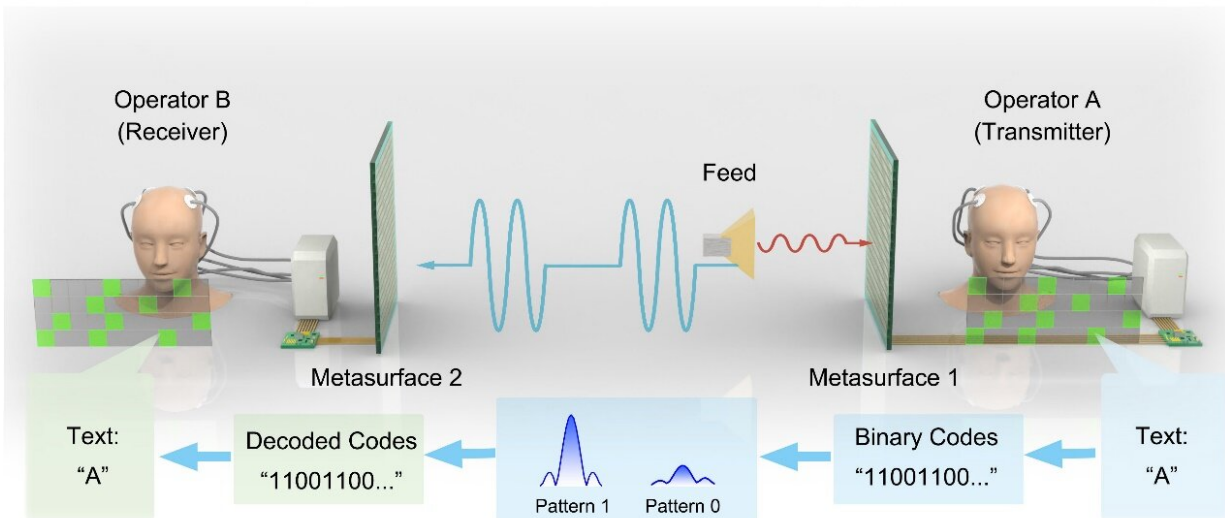 Operator B
(Receiver)
Operator A
(Transmitter)
Feed
Metasurface 2
Metasurface 1
Text:
“A”
Decoded Codes
“11001100...”
Pattern 1
Pattern 0
Binary Codes
“11001100...”
Text:
“A”